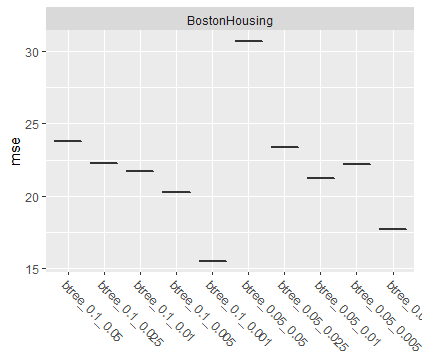 BostonHousing
mse
30
25
20
15
btree_0.1_0.05
btree_0.1_0.025
btree_0.1_0.01
btree_0.1_0.005
btree_0.1_0.001
btree_0.05_0.05
btree_0.05_0.025
btree_0.05_0.01
btree_0.05_0.005